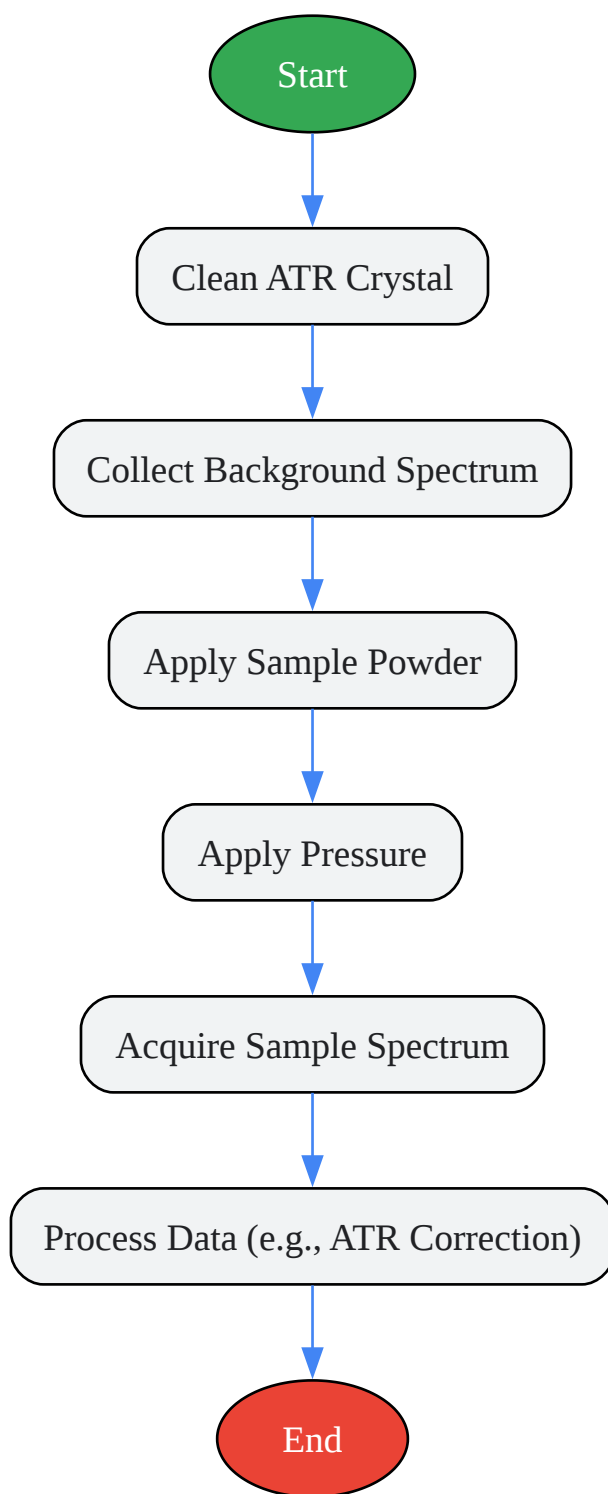 Start
Clean ATR Crystal
Collect Background Spectrum
Apply Sample Powder
Apply Pressure
Acquire Sample Spectrum
Process Data (e.g., ATR Correction)
End